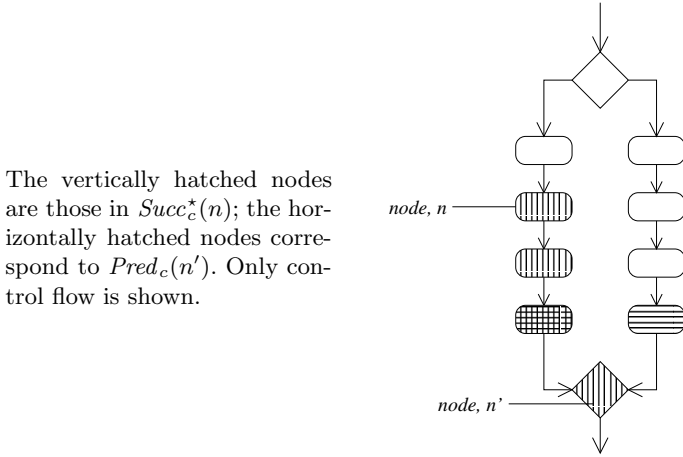 The vertically hatched nodes
are those in Succ⋆c(n); the hor-
izontally hatched nodes corre-
spond to Predc(n′). Only con-
trol flow is shown.
node, n
node, n’